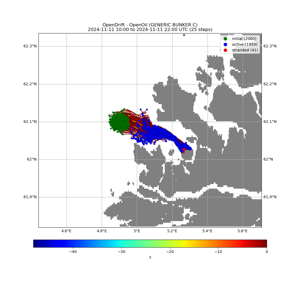 OpenDrift - OpenOil (GENERIC BUNKER C)
2024-11-11 10:00 to 2024-11-11 22:00 UTC (25 steps)
initial (2000)
active (1959)
stranded (41)
62.3°N 62.3°N
62.2°N 62.2°N
62.1°N 62.1°N
62°N 62°N
61.9°N 61.9°N
4.6°E 4.8°E 5°E 5.2°E 5.4°E 5.6°E
−40 −30 −20 −10 0
z